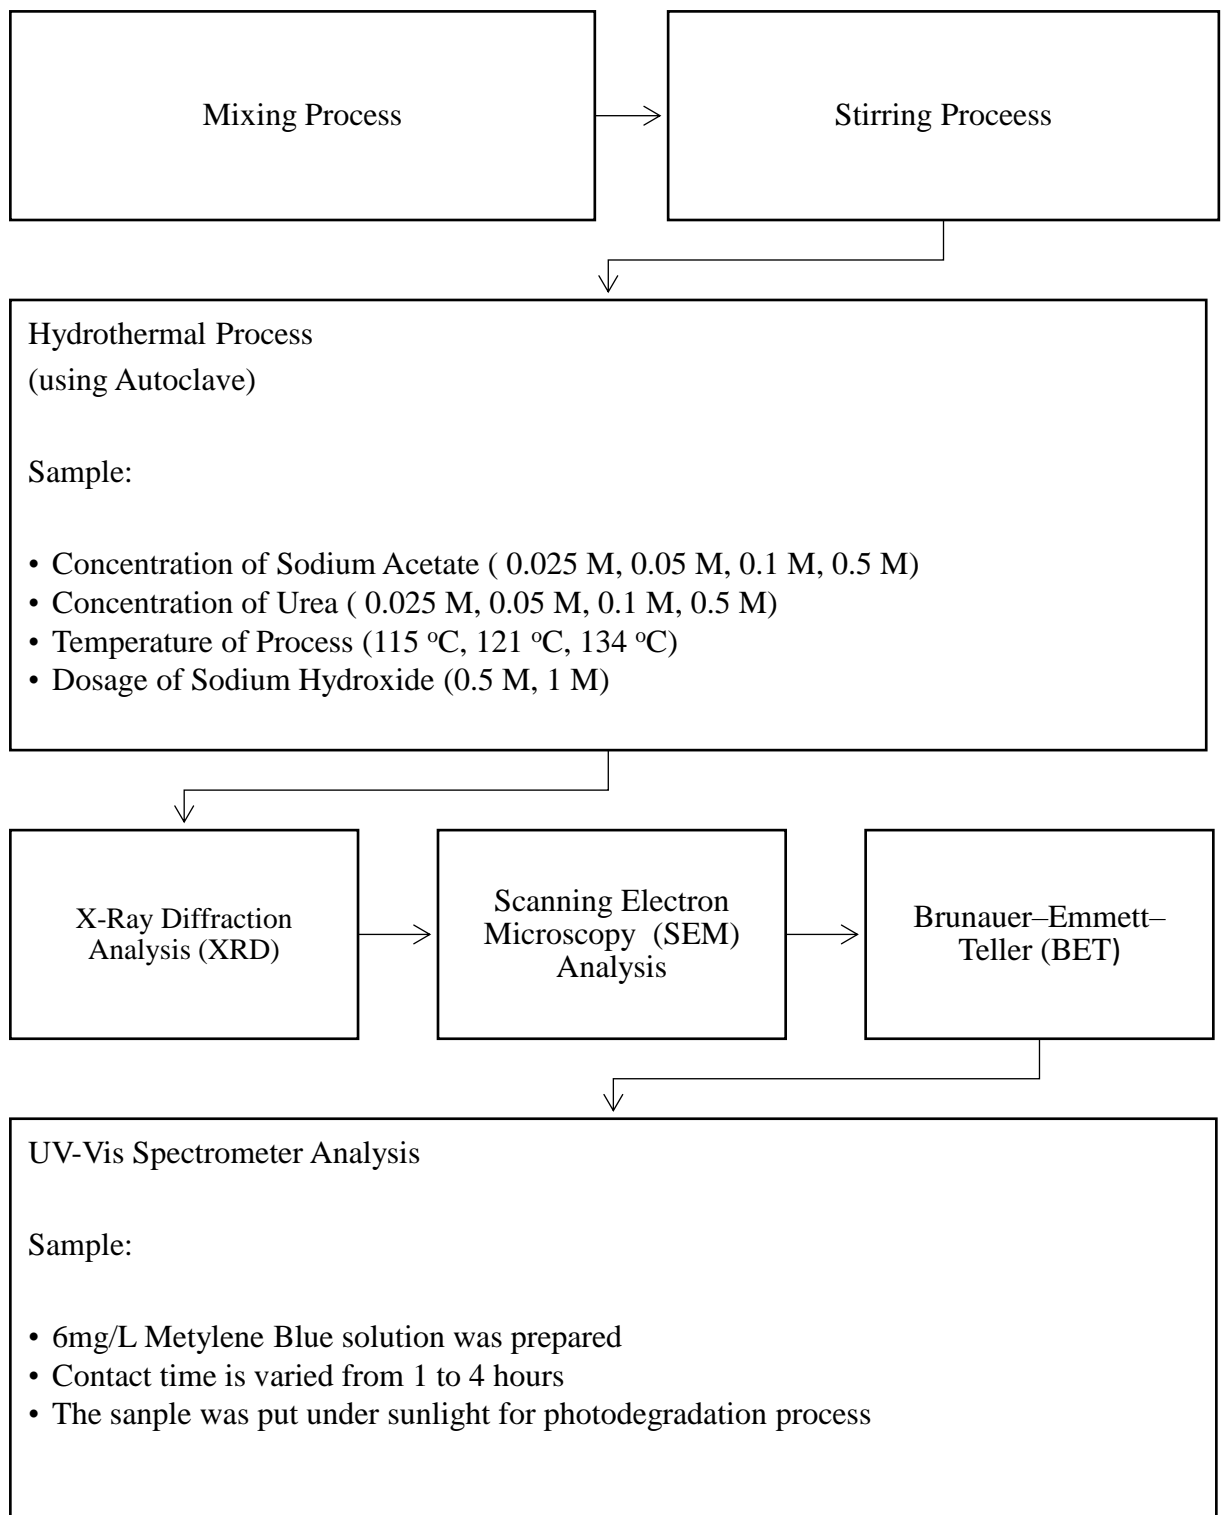 Mixing Process
Stirring Proceess
Hydrothermal Process
(using Autoclave)
Sample:
• Concentration of Sodium Acetate ( 0.025 M, 0.05 M, 0.1 M, 0.5 M)
• Concentration of Urea ( 0.025 M, 0.05 M, 0.1 M, 0.5 M)
• Temperature of Process (115 ºC, 121 ºC, 134 ºC)
• Dosage of Sodium Hydroxide (0.5 M, 1 M)
X-Ray Diffraction
Analysis (XRD)
Scanning Electron
Microscopy (SEM)
Analysis
Brunauer–Emmett–
Teller (BET)
UV-Vis Spectrometer Analysis
Sample:
• 6mg/L Metylene Blue solution was prepared
• Contact time is varied from 1 to 4 hours
• The sanple was put under sunlight for photodegradation process